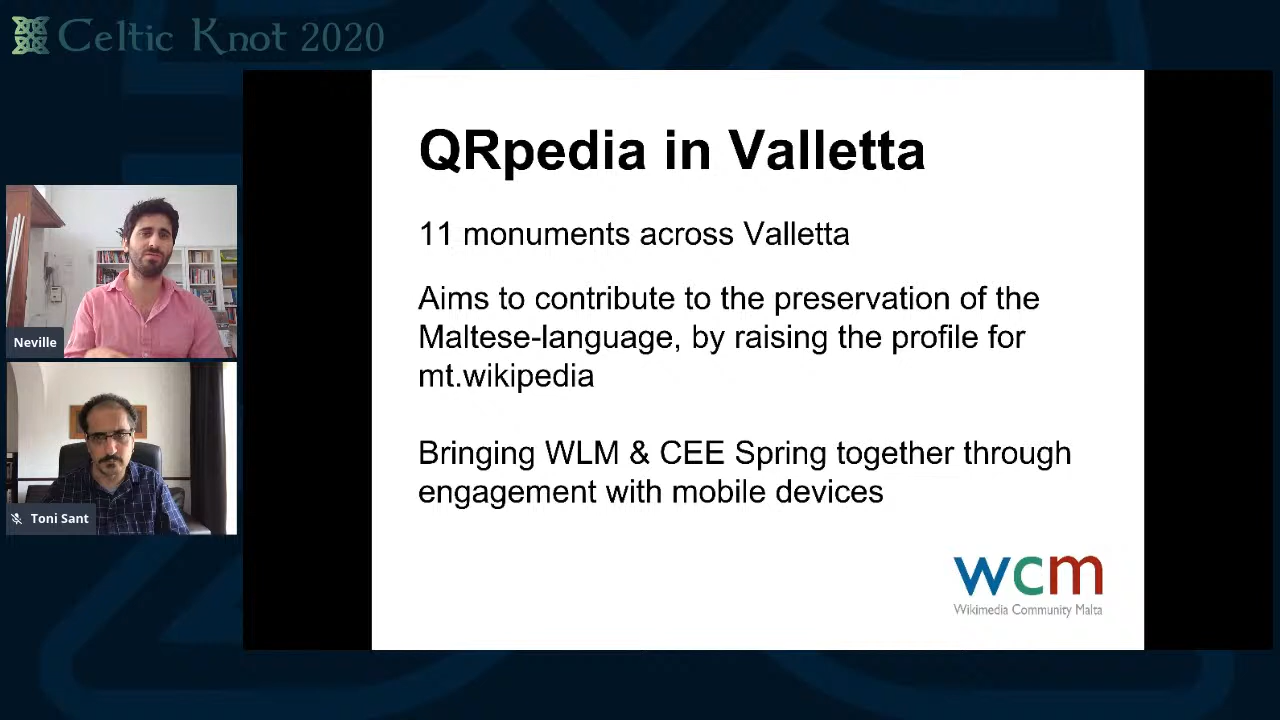 Celtic Knot 2020
QRpedia in Valletta
11 monuments across Valletta
Aims to contribute to the preservation of the
Maltese-language, by raising the profile for
mt.wikipedia
Bringing WLM & CEE Spring together through
engagement with mobile devices
wcm
Wikimedia Community Malta
Neville
Toni Sant